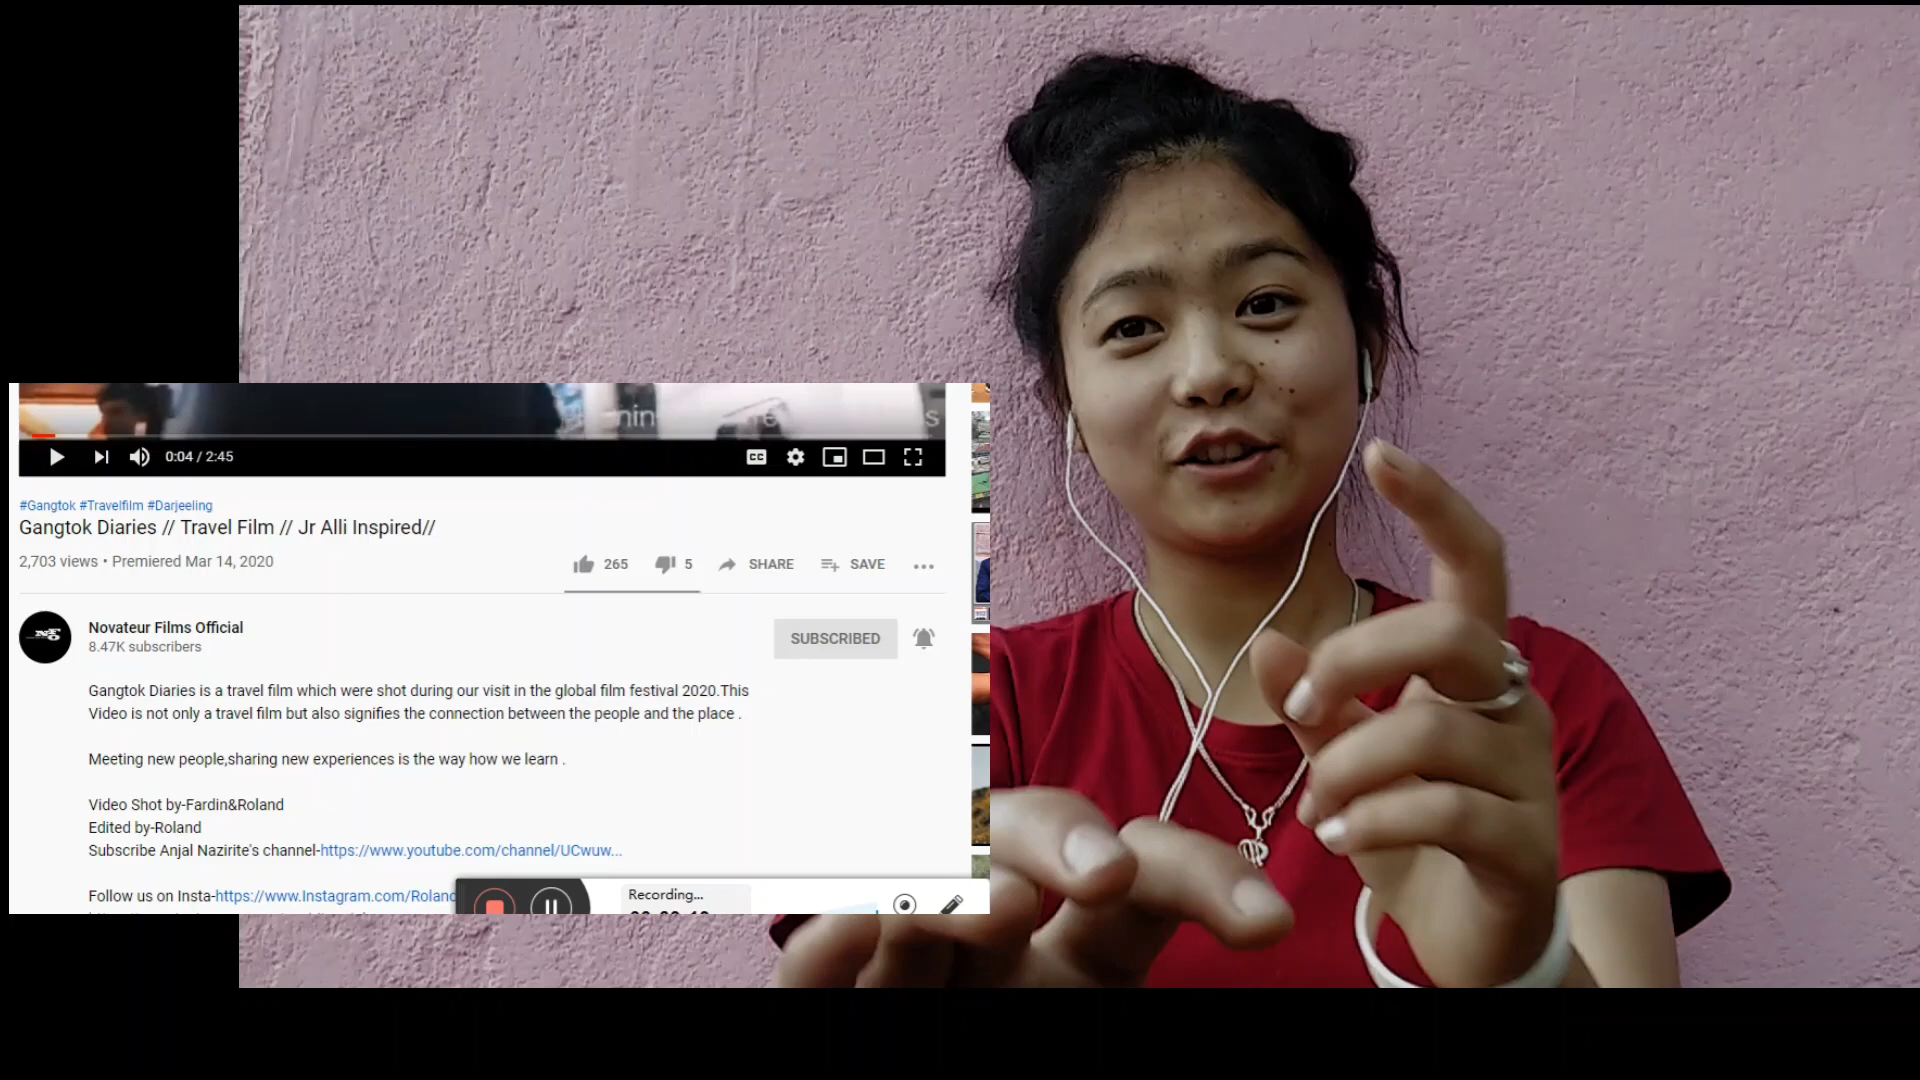 0:04 / 2:45
#Gangtok #Travelfilm #Darjeeling
Gangtok Diaries // Travel Film // Jr Alli Inspired//
2,703 views • Premiered Mar 14, 2020
265 5 SHARE SAVE
Novateur Films Official
8.47K subscribers
SUBSCRIBED
Gangtok Diaries is a travel film which were shot during our visit in the global film festival 2020.This
Video is not only a travel film but also signifies the connection between the people and the place .
Meeting new people,sharing new experiences is the way how we learn .
Video Shot by-Fardin&Roland
Edited by-Roland
Subscribe Anjal Nazirite's channel-https://www.youtube.com/channel/UCwuw...
Follow us on Insta-https://www.Instagram.com/Roland
Recording...